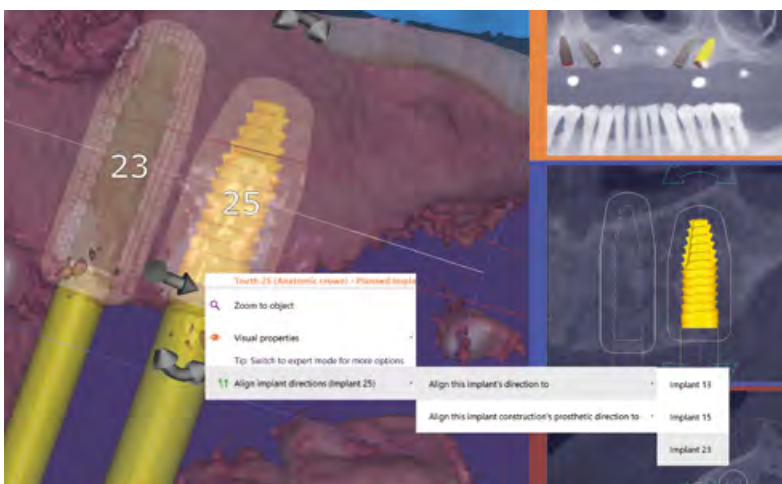 23
25
Tooth 25 (Anatomic crown) - Planned Impla
Zoom to object
Visual properties
Tip: Switch to expert mode for more options
Align implant directions (Implant 25)
Align this implant's direction to
Align this implant construction's prosthetic direction to
Implant 13
Implant 15
Implant 23